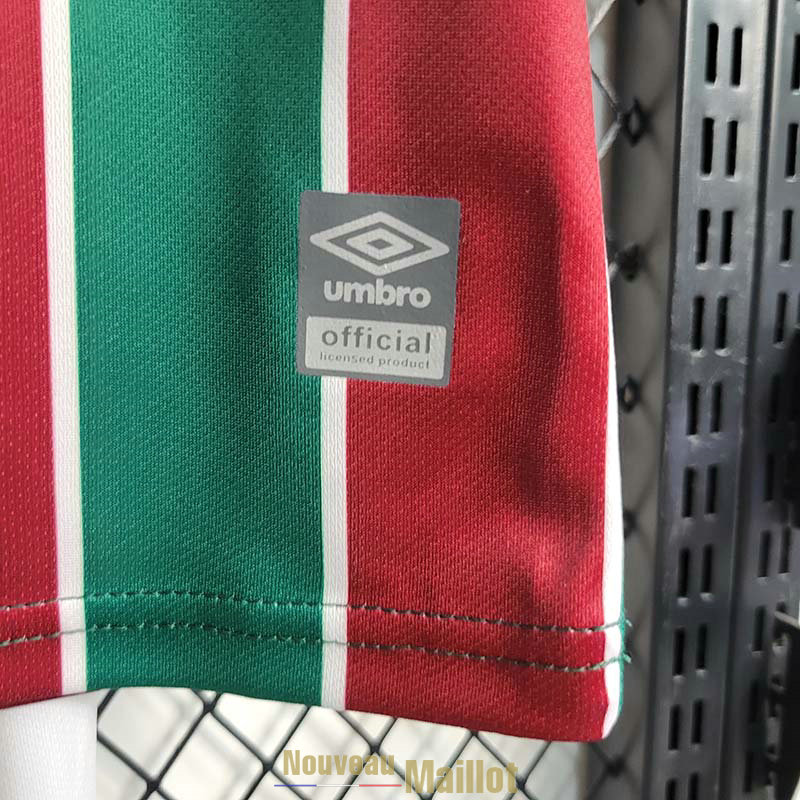 umbro
official
licensed product
Nouveau Maillot